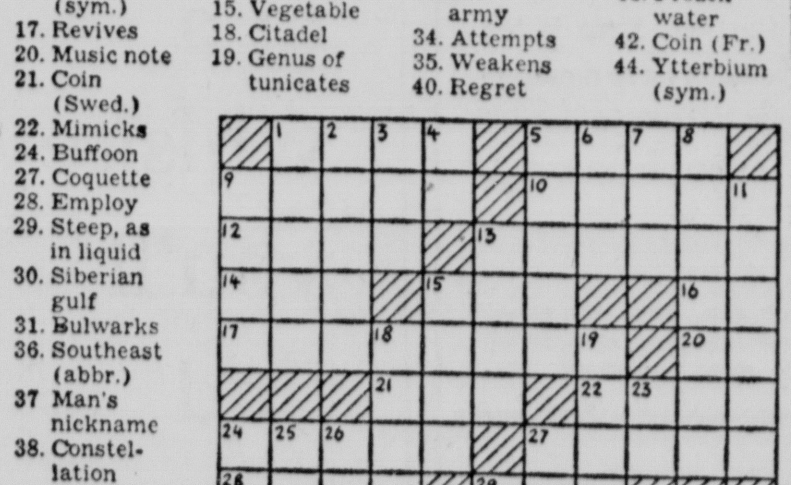 (sym.)
17. Revives
20. Music note
21. Coin
(Swed.)
22. Mimicks
24. Buffoon
27. Coquette
28. Employ
29. Steep, as
in liquid
30. Siberian
gulf
31. Bulwarks
36. Southeast
(abbr.)
37 Man's
nickname
38. Constel-
lation
15. Vegetable
18. Citadel
19. Genus of
tunicates
army
34. Attempts
35. Weakens
40. Regret
water
42. Coin (Fr.)
44. Ytterbium
(sym.)
1 2 3 4 5 6 7 8
9 10 11
12 13
14 15 16
17 18 19 20
21 22 23
24 25 26 27
28 29